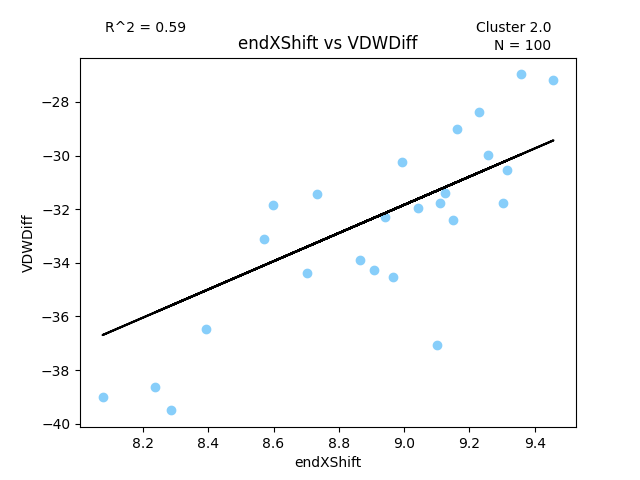 R^2 = 0.59
Cluster 2.0
N = 100
endXShift vs VDWDiff
−28
−30
−32
−34
−36
−38
−40
VDWDiff
8.2 8.4 8.6 8.8 9.0 9.2 9.4
endXShift